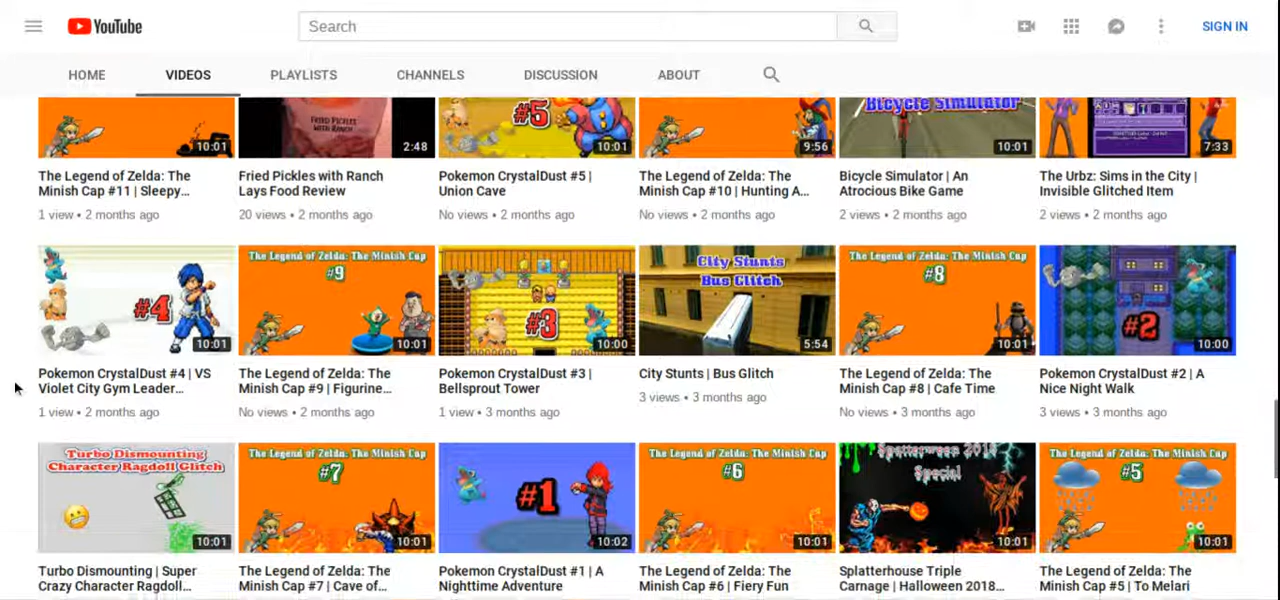 YouTube
Search
SIGN IN
HOME VIDEOS PLAYLISTS CHANNELS DISCUSSION ABOUT
FRIED PICKLES
WITH RANCH
#5
Bicycle Simulator
10:01 2:48 10:01 9:56 10:01 7:33
The Legend of Zelda: The
Minish Cap #11 | Sleepy...
1 view • 2 months ago
Fried Pickles with Ranch
Lays Food Review
20 views • 2 months ago
Pokemon CrystalDust #5 |
Union Cave
No views • 2 months ago
The Legend of Zelda: The
Minish Cap #10 | Hunting A...
No views • 2 months ago
Bicycle Simulator | An
Atrocious Bike Game
2 views • 2 months ago
The Urbz: Sims in the City |
Invisible Glitched Item
2 views • 2 months ago
#4
10:01
Pokemon CrystalDust #4 | VS
Violet City Gym Leader...
1 view • 2 months ago
The Legend of Zelda: The Minish Cap
#9
10:01
The Legend of Zelda: The
Minish Cap #9 | Figurine...
No views • 2 months ago
#3
10:00
Pokemon CrystalDust #3 |
Bellsprout Tower
1 view • 3 months ago
City Stunts
Bus Glitch
5:54
City Stunts | Bus Glitch
3 views • 3 months ago
The Legend of Zelda: The Minish Cap
#8
10:01
The Legend of Zelda: The
Minish Cap #8 | Cafe Time
No views • 3 months ago
#2
10:00
Pokemon CrystalDust #2 | A
Nice Night Walk
3 views • 3 months ago
Turbo Dismounting
Character Ragdoll Glitch
10:01
Turbo Dismounting | Super
Crazy Character Ragdoll...
The Legend of Zelda: The Minish Cap
#7
10:01
The Legend of Zelda: The
Minish Cap #7 | Cave of...
#1
10:02
Pokemon CrystalDust #1 | A
Nighttime Adventure
The Legend of Zelda: The Minish Cap
#6
10:01
The Legend of Zelda: The
Minish Cap #6 | Fiery Fun
Splatterween 2018
Special
10:01
Splatterhouse Triple
Carnage | Halloween 2018...
The Legend of Zelda: The Minish Cap
#5
10:01
The Legend of Zelda: The
Minish Cap #5 | To Melari